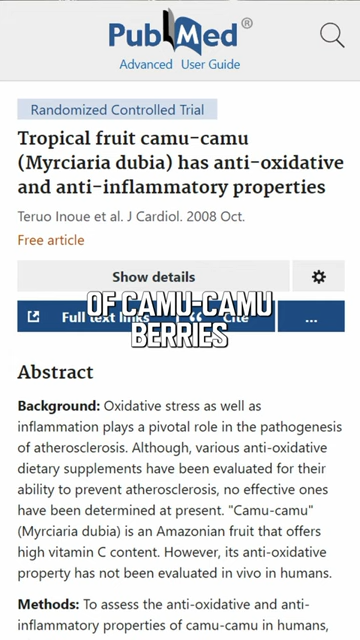 PubMed®
Advanced User Guide
Randomized Controlled Trial
Tropical fruit camu-camu
(Myrciaria dubia) has anti-oxidative
and anti-inflammatory properties
Teruo Inoue et al. J Cardiol. 2008 Oct.
Free article
Show details
OF CAMU-CAMU
BERRIES
Full text links
Cite
...
Abstract
Background: Oxidative stress as well as
inflammation plays a pivotal role in the pathogenesis
of atherosclerosis. Although, various anti-oxidative
dietary supplements have been evaluated for their
ability to prevent atherosclerosis, no effective ones
have been determined at present. "Camu-camu"
(Myrciaria dubia) is an Amazonian fruit that offers
high vitamin C content. However, its anti-oxidative
property has not been evaluated in vivo in humans.
Methods: To assess the anti-oxidative and anti-
inflammatory properties of camu-camu in humans,